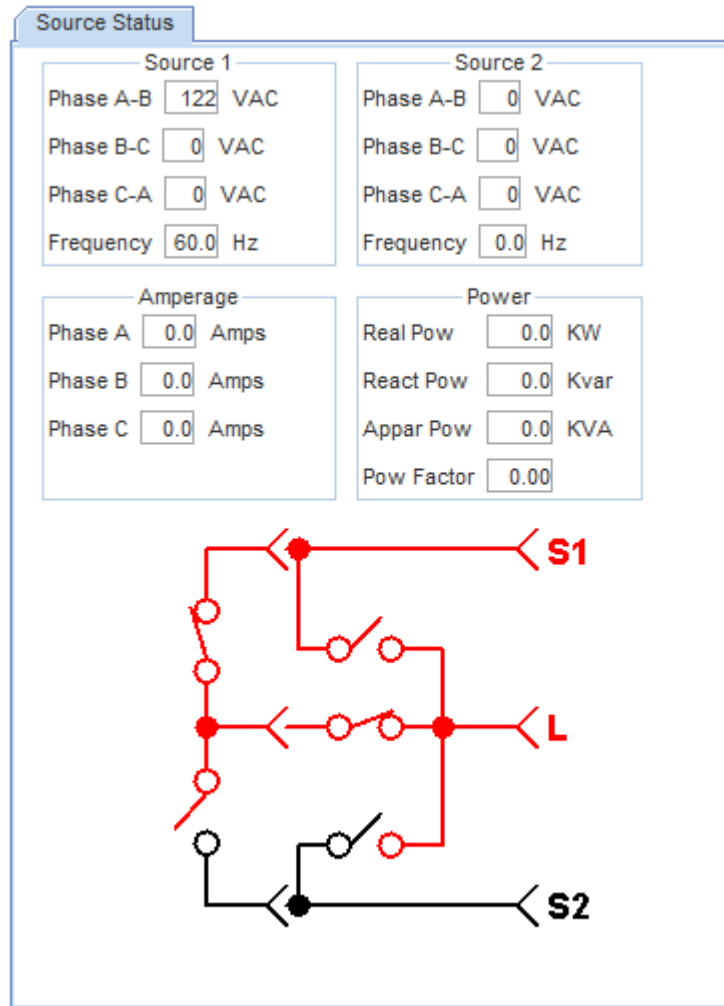 Source Status
Source 1
Phase A-B 122 VAC
Phase B-C 0 VAC
Phase C-A 0 VAC
Frequency 60.0 Hz
Source 2
Phase A-B 0 VAC
Phase B-C 0 VAC
Phase C-A 0 VAC
Frequency 0.0 Hz
Amperage
Phase A 0.0 Amps
Phase B 0.0 Amps
Phase C 0.0 Amps
Power
Real Pow 0.0 KW
React Pow 0.0 Kvar
Appar Pow 0.0 KVA
Pow Factor 0.00
S1
L
S2